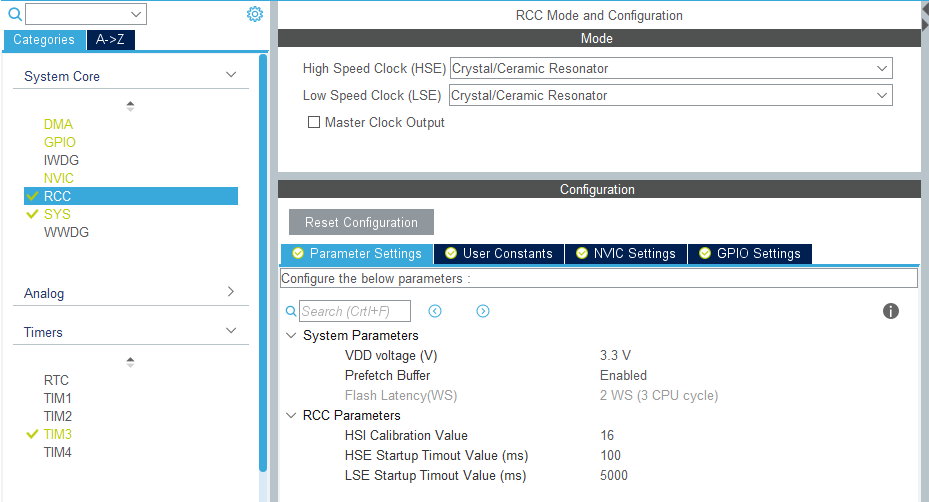 Categories
A->Z
System Core
DMA
GPIO
IWDG
NVIC
RCC
SYS
WWDG
Analog
Timers
RTC
TIM1
TIM2
TIM3
TIM4
RCC Mode and Configuration
Mode
High Speed Clock (HSE) Crystal/Ceramic Resonator
Low Speed Clock (LSE) Crystal/Ceramic Resonator
Master Clock Output
Configuration
Reset Configuration
Parameter Settings User Constants NVIC Settings GPIO Settings
Configure the below parameters :
Search (Crtl+F)
System Parameters
VDD voltage (V) 3.3 V
Prefetch Buffer Enabled
Flash Latency(WS) 2 WS (3 CPU cycle)
RCC Parameters
HSI Calibration Value 16
HSE Startup Timout Value (ms) 100
LSE Startup Timout Value (ms) 5000